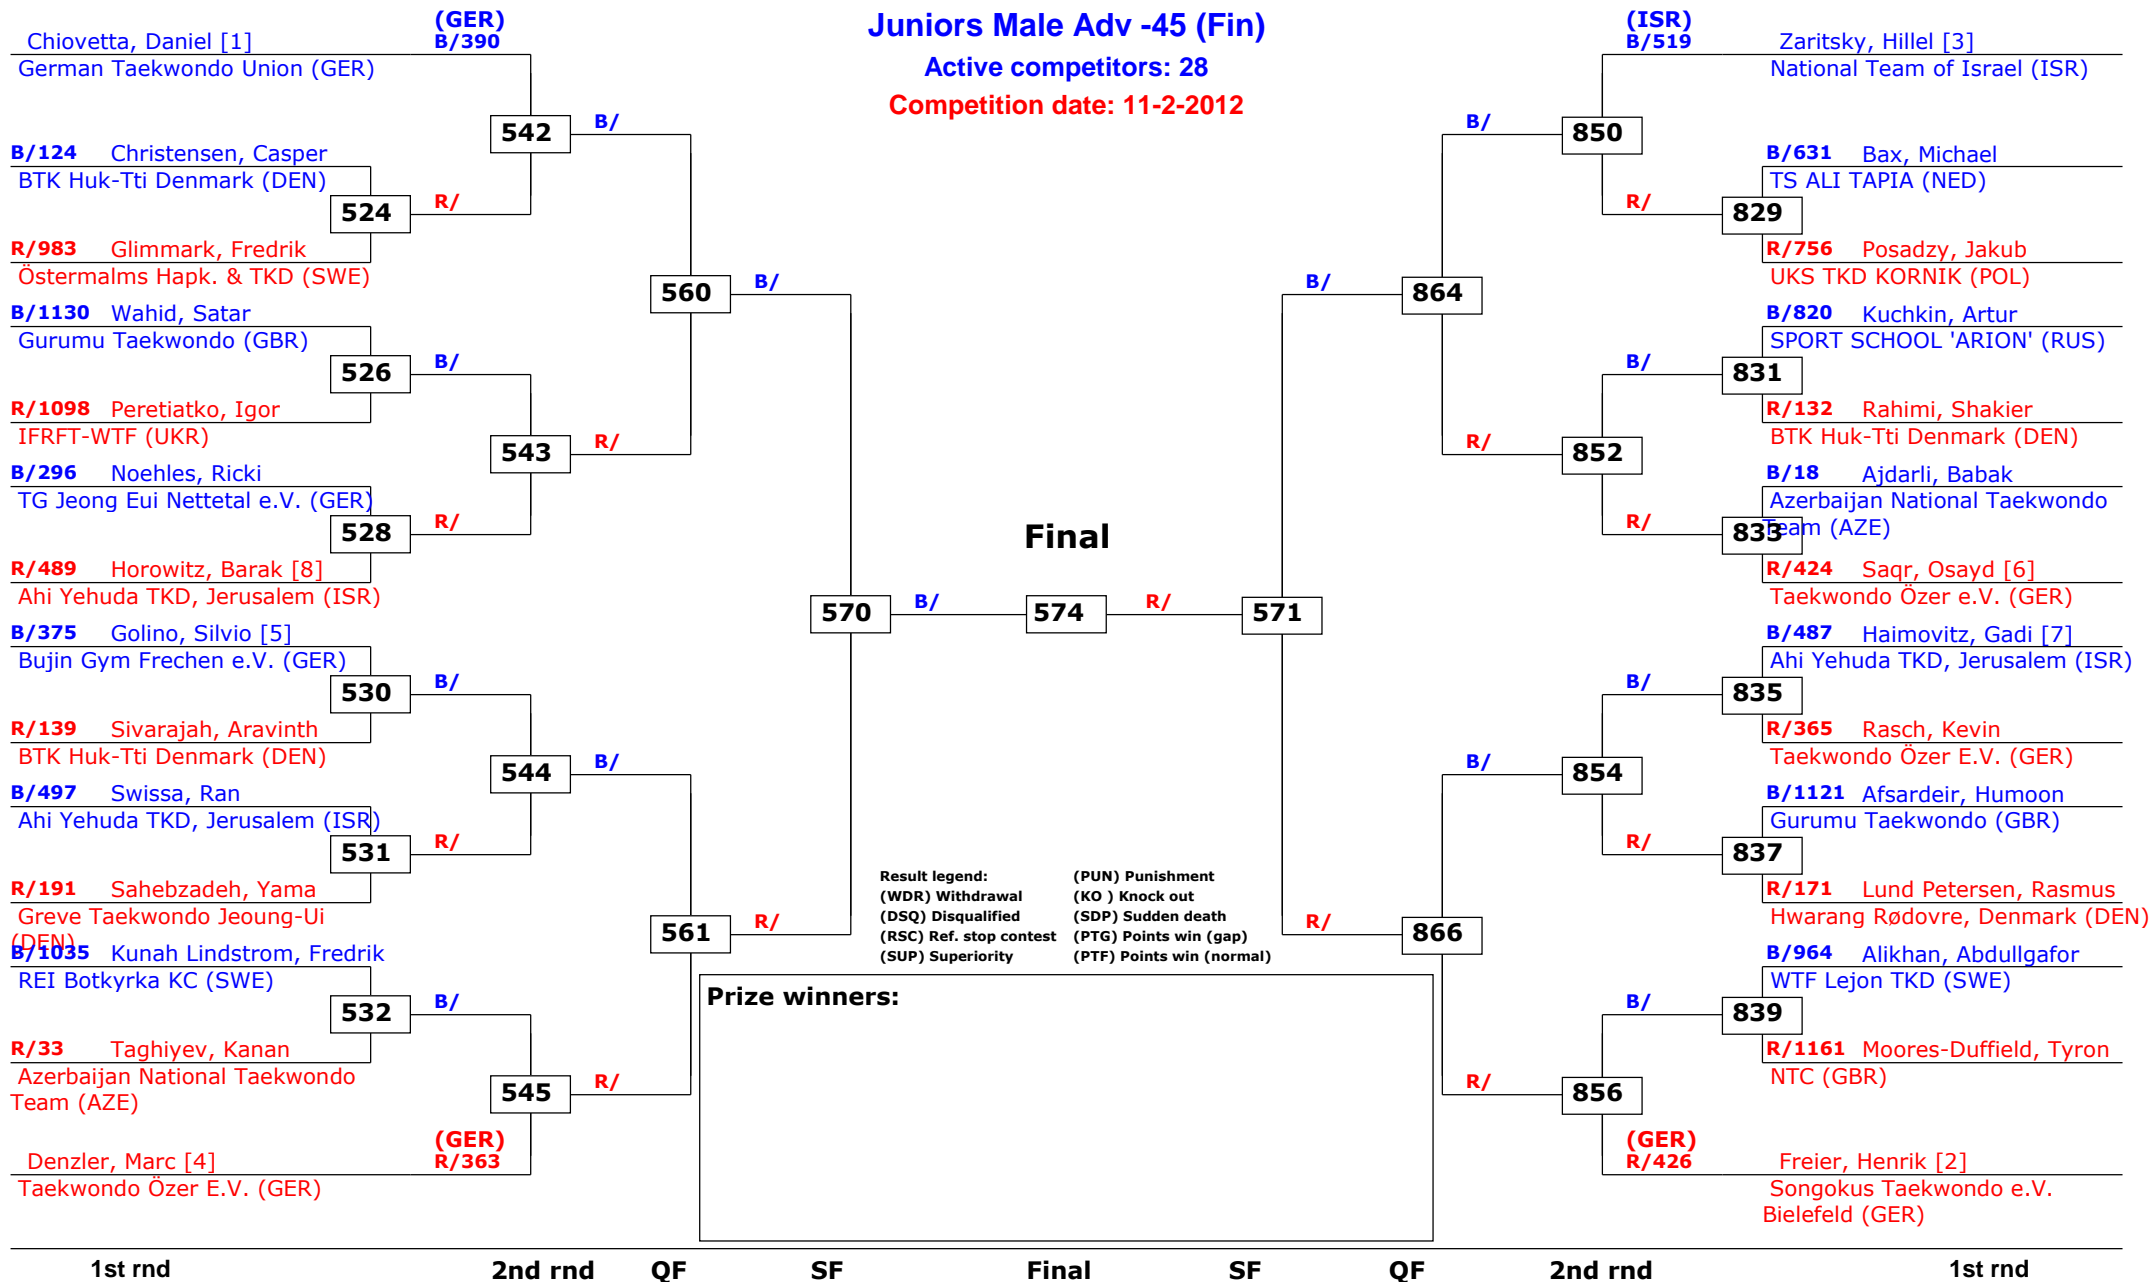 Juniors Male Adv -45 (Fin)
Active competitors: 28
Competition date: 11-2-2012
(GER)
Chiovetta, Daniel [1] B/390
German Taekwondo Union (GER)
542
B/
B/124 Christensen, Casper
BTK Huk-Tti Denmark (DEN)
524
R/
R/983 Glimmark, Fredrik
Östermalms Hapk. & TKD (SWE)
560
B/
B/1130 Wahid, Satar
Gurumu Taekwondo (GBR)
526
B/
R/1098 Peretiatko, Igor
IFRFT-WTF (UKR)
543
R/
B/296 Noehles, Ricki
TG Jeong Eui Nettetal e.V. (GER)
528
R/
R/489 Horowitz, Barak [8]
Ahi Yehuda TKD, Jerusalem (ISR)
570
B/
B/375 Golino, Silvio [5]
Bujin Gym Frechen e.V. (GER)
530
B/
R/139 Sivarajah, Aravinth
BTK Huk-Tti Denmark (DEN)
544
B/
B/497 Swissa, Ran
Ahi Yehuda TKD, Jerusalem (ISR)
531
R/
R/191 Sahebzadeh, Yama
Greve Taekwondo Jeoung-Ui
(DEN)
561
R/
B/1035 Kunah Lindstrom, Fredrik
REI Botkyrka KC (SWE)
532
B/
R/33 Taghiyev, Kanan
Azerbaijan National Taekwondo
Team (AZE)
545
R/
(GER)
Denzler, Marc [4] R/363
Taekwondo Özer E.V. (GER)
Final
574
R/
571
(ISR)
B/519 Zaritsky, Hillel [3]
National Team of Israel (ISR)
B/
850
B/631 Bax, Michael
TS ALI TAPIA (NED)
R/
829
R/756 Posadzy, Jakub
UKS TKD KORNIK (POL)
B/
864
B/820 Kuchkin, Artur
SPORT SCHOOL 'ARION' (RUS)
B/
831
R/132 Rahimi, Shakier
BTK Huk-Tti Denmark (DEN)
R/
852
B/18 Ajdarli, Babak
Azerbaijan National Taekwondo
Team (AZE)
R/
833
R/424 Saqr, Osayd [6]
Taekwondo Özer e.V. (GER)
B/487 Haimovitz, Gadi [7]
Ahi Yehuda TKD, Jerusalem (ISR)
B/
835
R/365 Rasch, Kevin
Taekwondo Özer E.V. (GER)
B/
854
B/1121 Afsardeir, Humoon
Gurumu Taekwondo (GBR)
R/
837
R/171 Lund Petersen, Rasmus
Hwarang Rødovre, Denmark (DEN)
R/
866
B/964 Alikhan, Abdullgafor
WTF Lejon TKD (SWE)
B/
839
R/1161 Moores-Duffield, Tyron
NTC (GBR)
R/
856
(GER)
R/426 Freier, Henrik [2]
Songokus Taekwondo e.V.
Bielefeld (GER)
Result legend: (PUN) Punishment
(WDR) Withdrawal (KO ) Knock out
(DSQ) Disqualified (SDP) Sudden death
(RSC) Ref. stop contest (PTG) Points win (gap)
(SUP) Superiority (PTF) Points win (normal)
Prize winners:
1st rnd 2nd rnd QF SF Final SF QF 2nd rnd 1st rnd